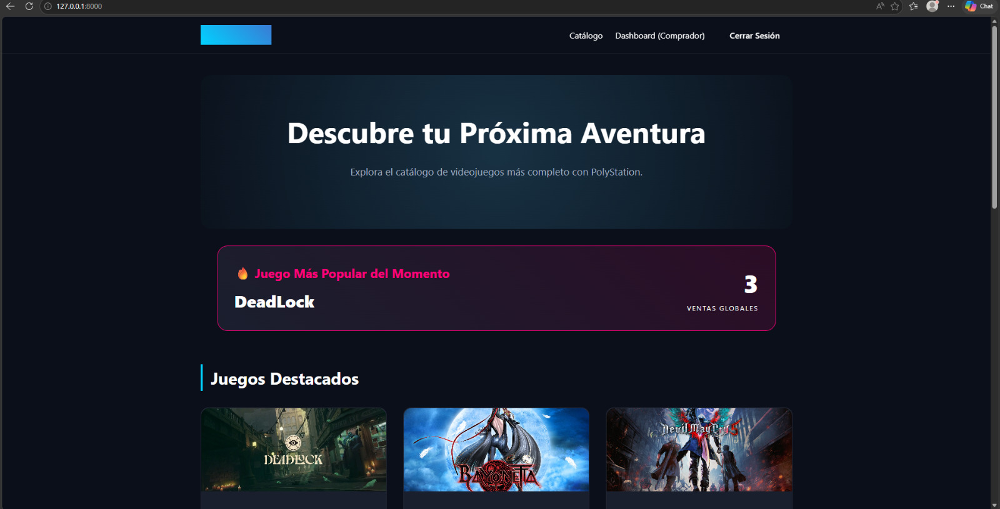 127.0.0.1:8000
Chat
Catálogo
Dashboard (Comprador)
Cerrar Sesión
Descubre tu Próxima Aventura
Explora el catálogo de videojuegos más completo con PolyStation.
Juego Más Popular del Momento
DeadLock
3
VENTAS GLOBALES
Juegos Destacados
DEADLOCK
BAYONETTA
Devil May Cry 5